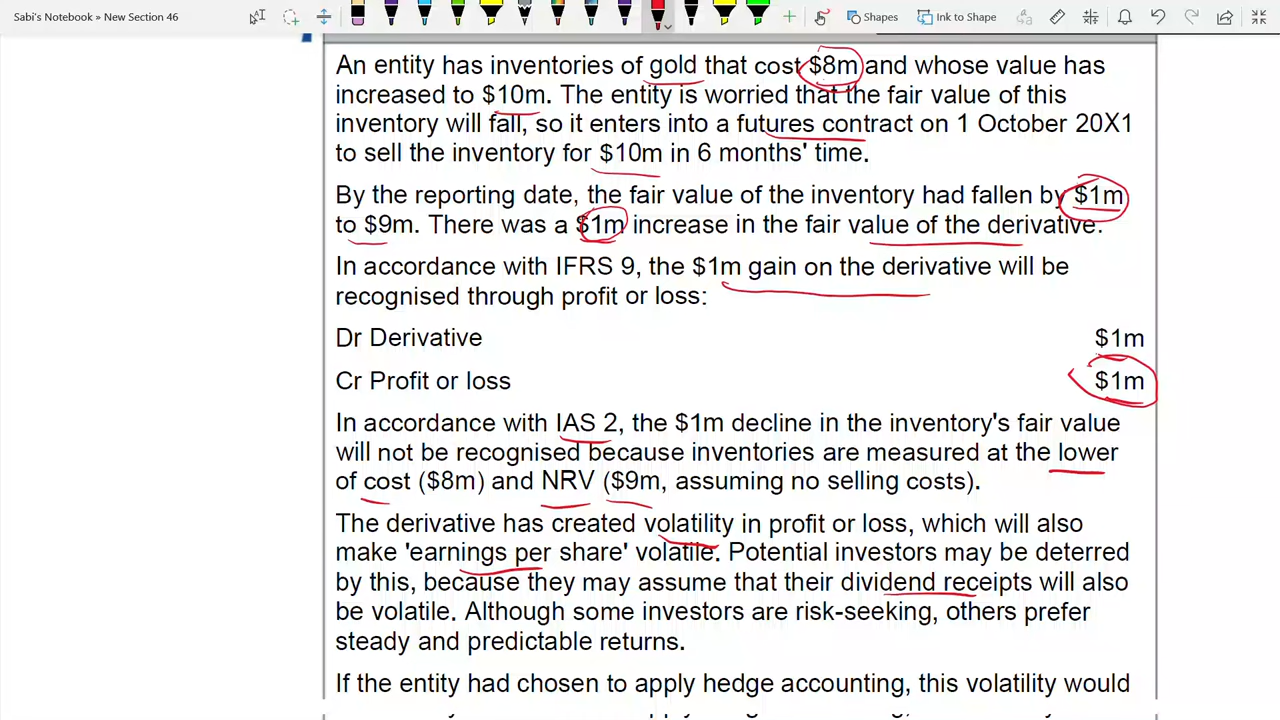 Sabi's Notebook » New Section 46
Shapes
Ink to Shape
An entity has inventories of gold that cost $8m and whose value has
increased to $10m. The entity is worried that the fair value of this
inventory will fall, so it enters into a futures contract on 1 October 20X1
to sell the inventory for $10m in 6 months' time.
By the reporting date, the fair value of the inventory had fallen by $1m
to $9m. There was a $1m increase in the fair value of the derivative.
In accordance with IFRS 9, the $1m gain on the derivative will be
recognised through profit or loss:
Dr Derivative $1m
Cr Profit or loss $1m
In accordance with IAS 2, the $1m decline in the inventory's fair value
will not be recognised because inventories are measured at the lower
of cost ($8m) and NRV ($9m, assuming no selling costs).
The derivative has created volatility in profit or loss, which will also
make 'earnings per share' volatile. Potential investors may be deterred
by this, because they may assume that their dividend receipts will also
be volatile. Although some investors are risk-seeking, others prefer
steady and predictable returns.
If the entity had chosen to apply hedge accounting, this volatility would